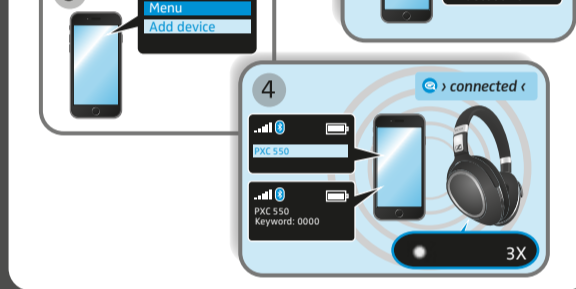 Menu
Add device
4
› connected ‹
PXC 550
PXC 550
Keyword: 0000
3X